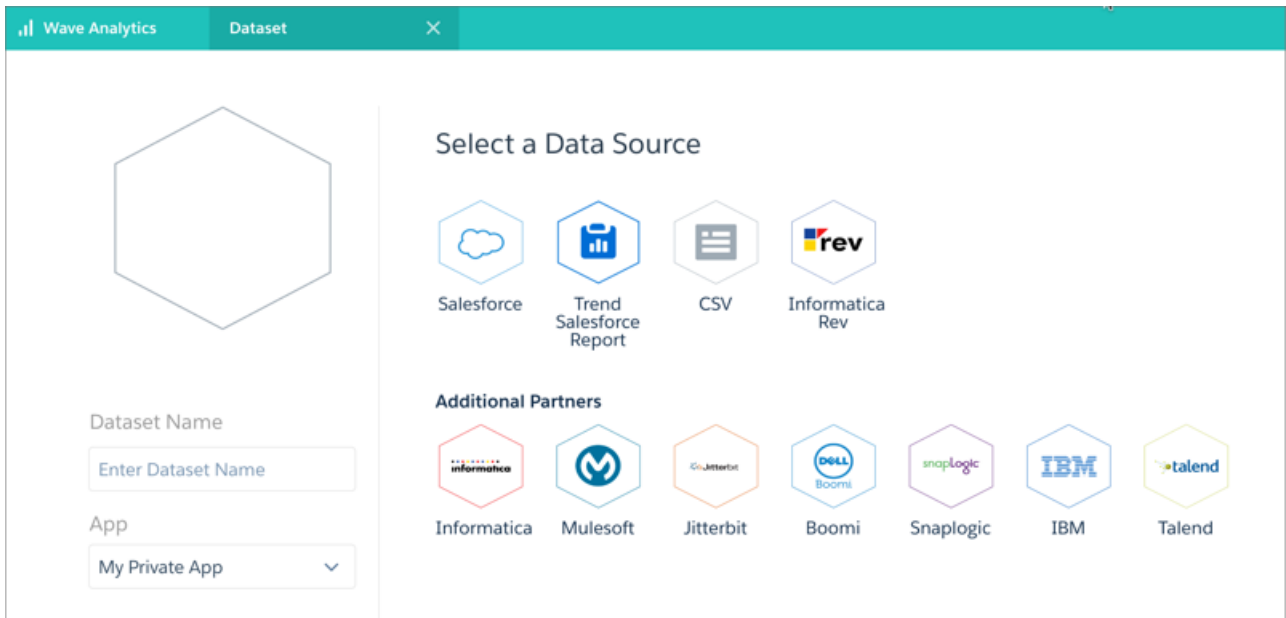 Wave Analytics
Dataset
Select a Data Source
rev
Salesforce
Trend
Salesforce
Report
CSV
Informatica
Rev
Additional Partners
informatica
Jitterbit
DELL
Boomi
snapLogic
IBM
talend
Informatica
Mulesoft
Jitterbit
Boomi
Snaplogic
IBM
Talend
Dataset Name
Enter Dataset Name
App
My Private App